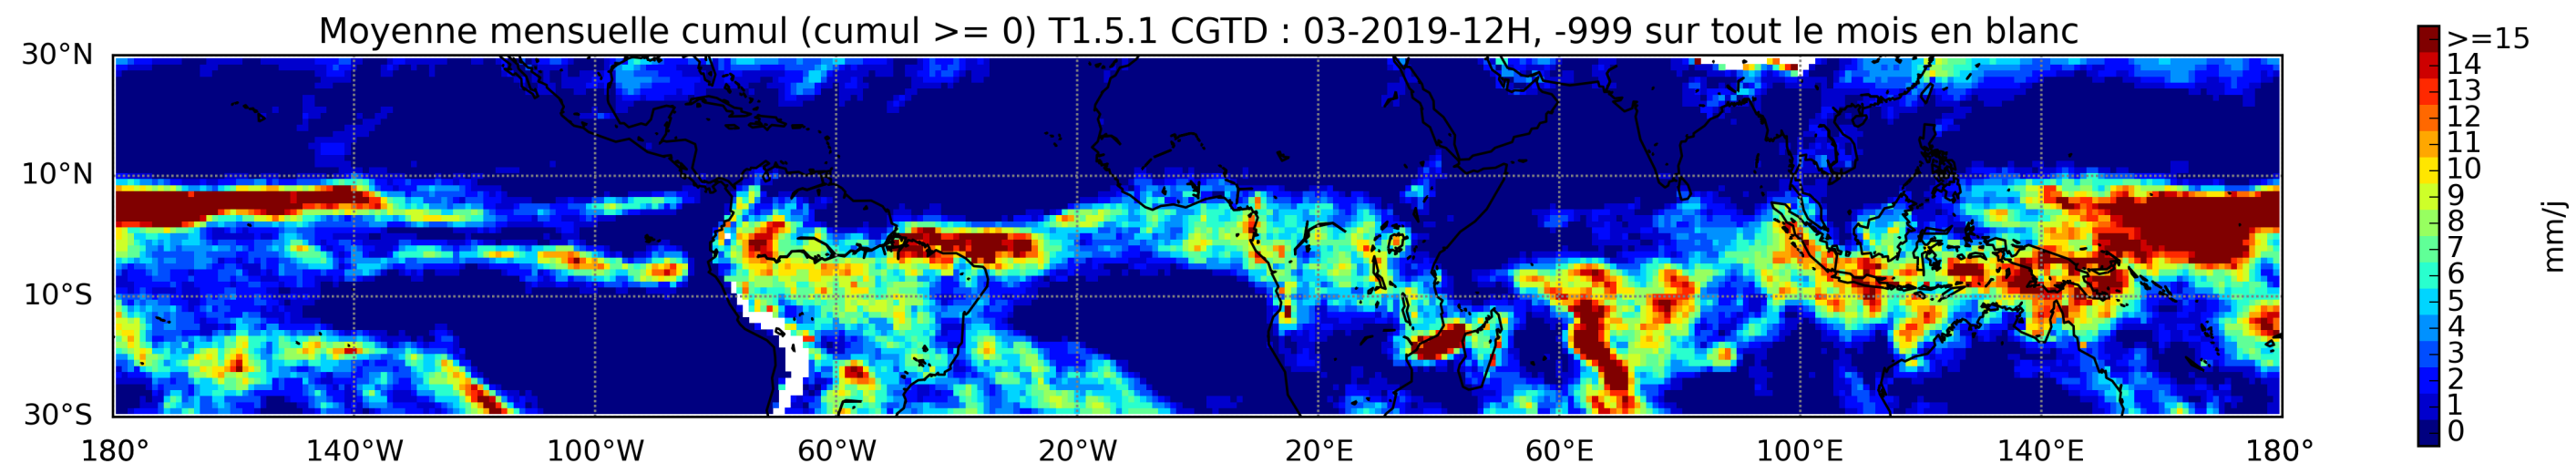 Moyenne mensuelle cumul (cumul >= 0) T1.5.1 CGTD : 03-2019-12H, -999 sur tout le mois en blanc
30°N
10°N
10°S
30°S
180° 140°W 100°W 60°W 20°W 20°E 60°E 100°E 140°E 180°
>=15
14
13
12
11
10
9
8
7
6
5
4
3
2
1
0
mm/j